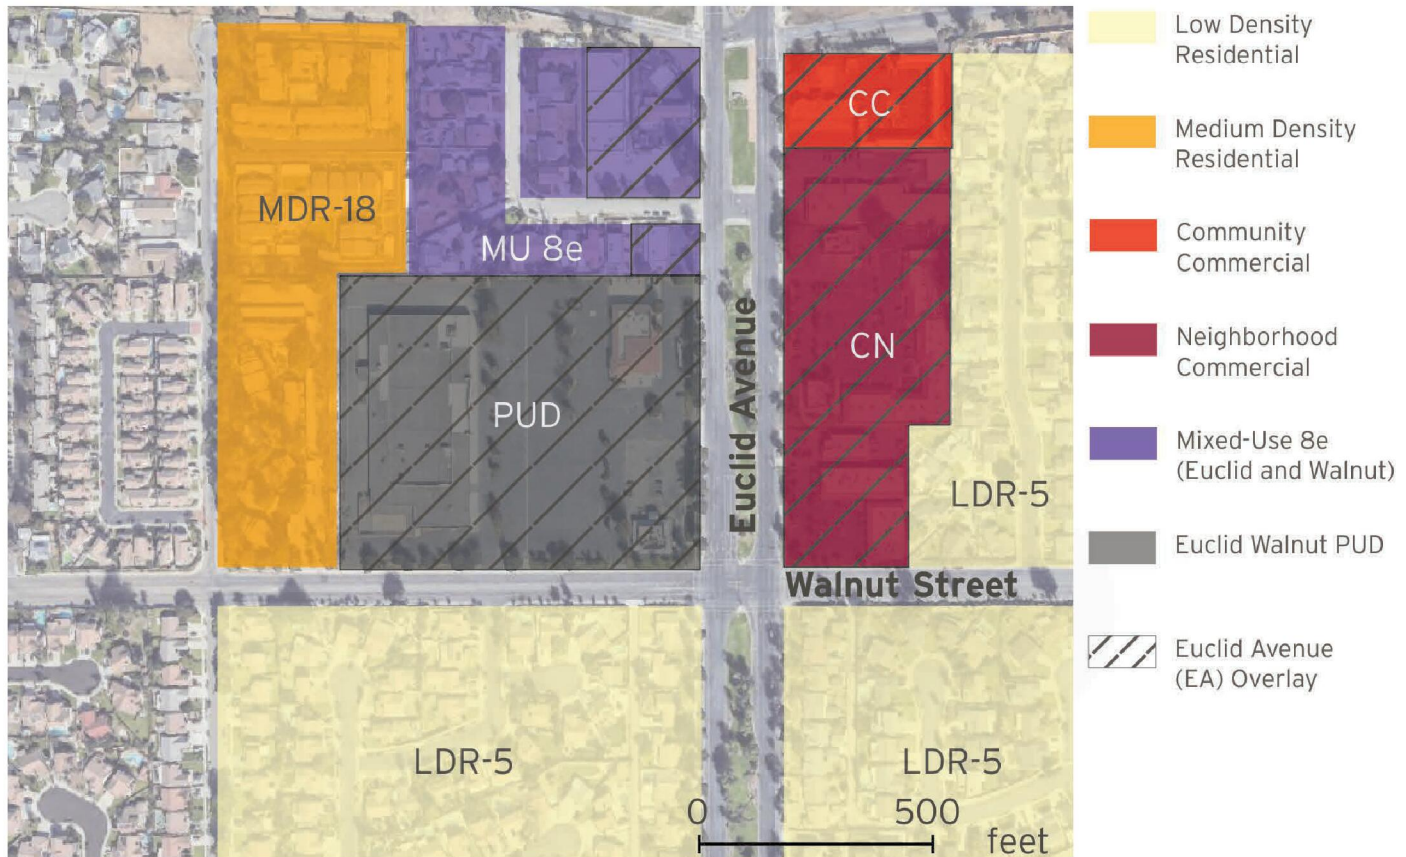 CC
MDR-18
MU 8e
Euclid Avenue
CN
PUD
LDR-5
Walnut Street
LDR-5
LDR-5
0
500
feet
Low Density
Residential
Medium Density
Residential
Community
Commercial
Neighborhood
Commercial
Mixed-Use 8e
(Euclid and Walnut)
Euclid Walnut PUD
Euclid Avenue
(EA) Overlay